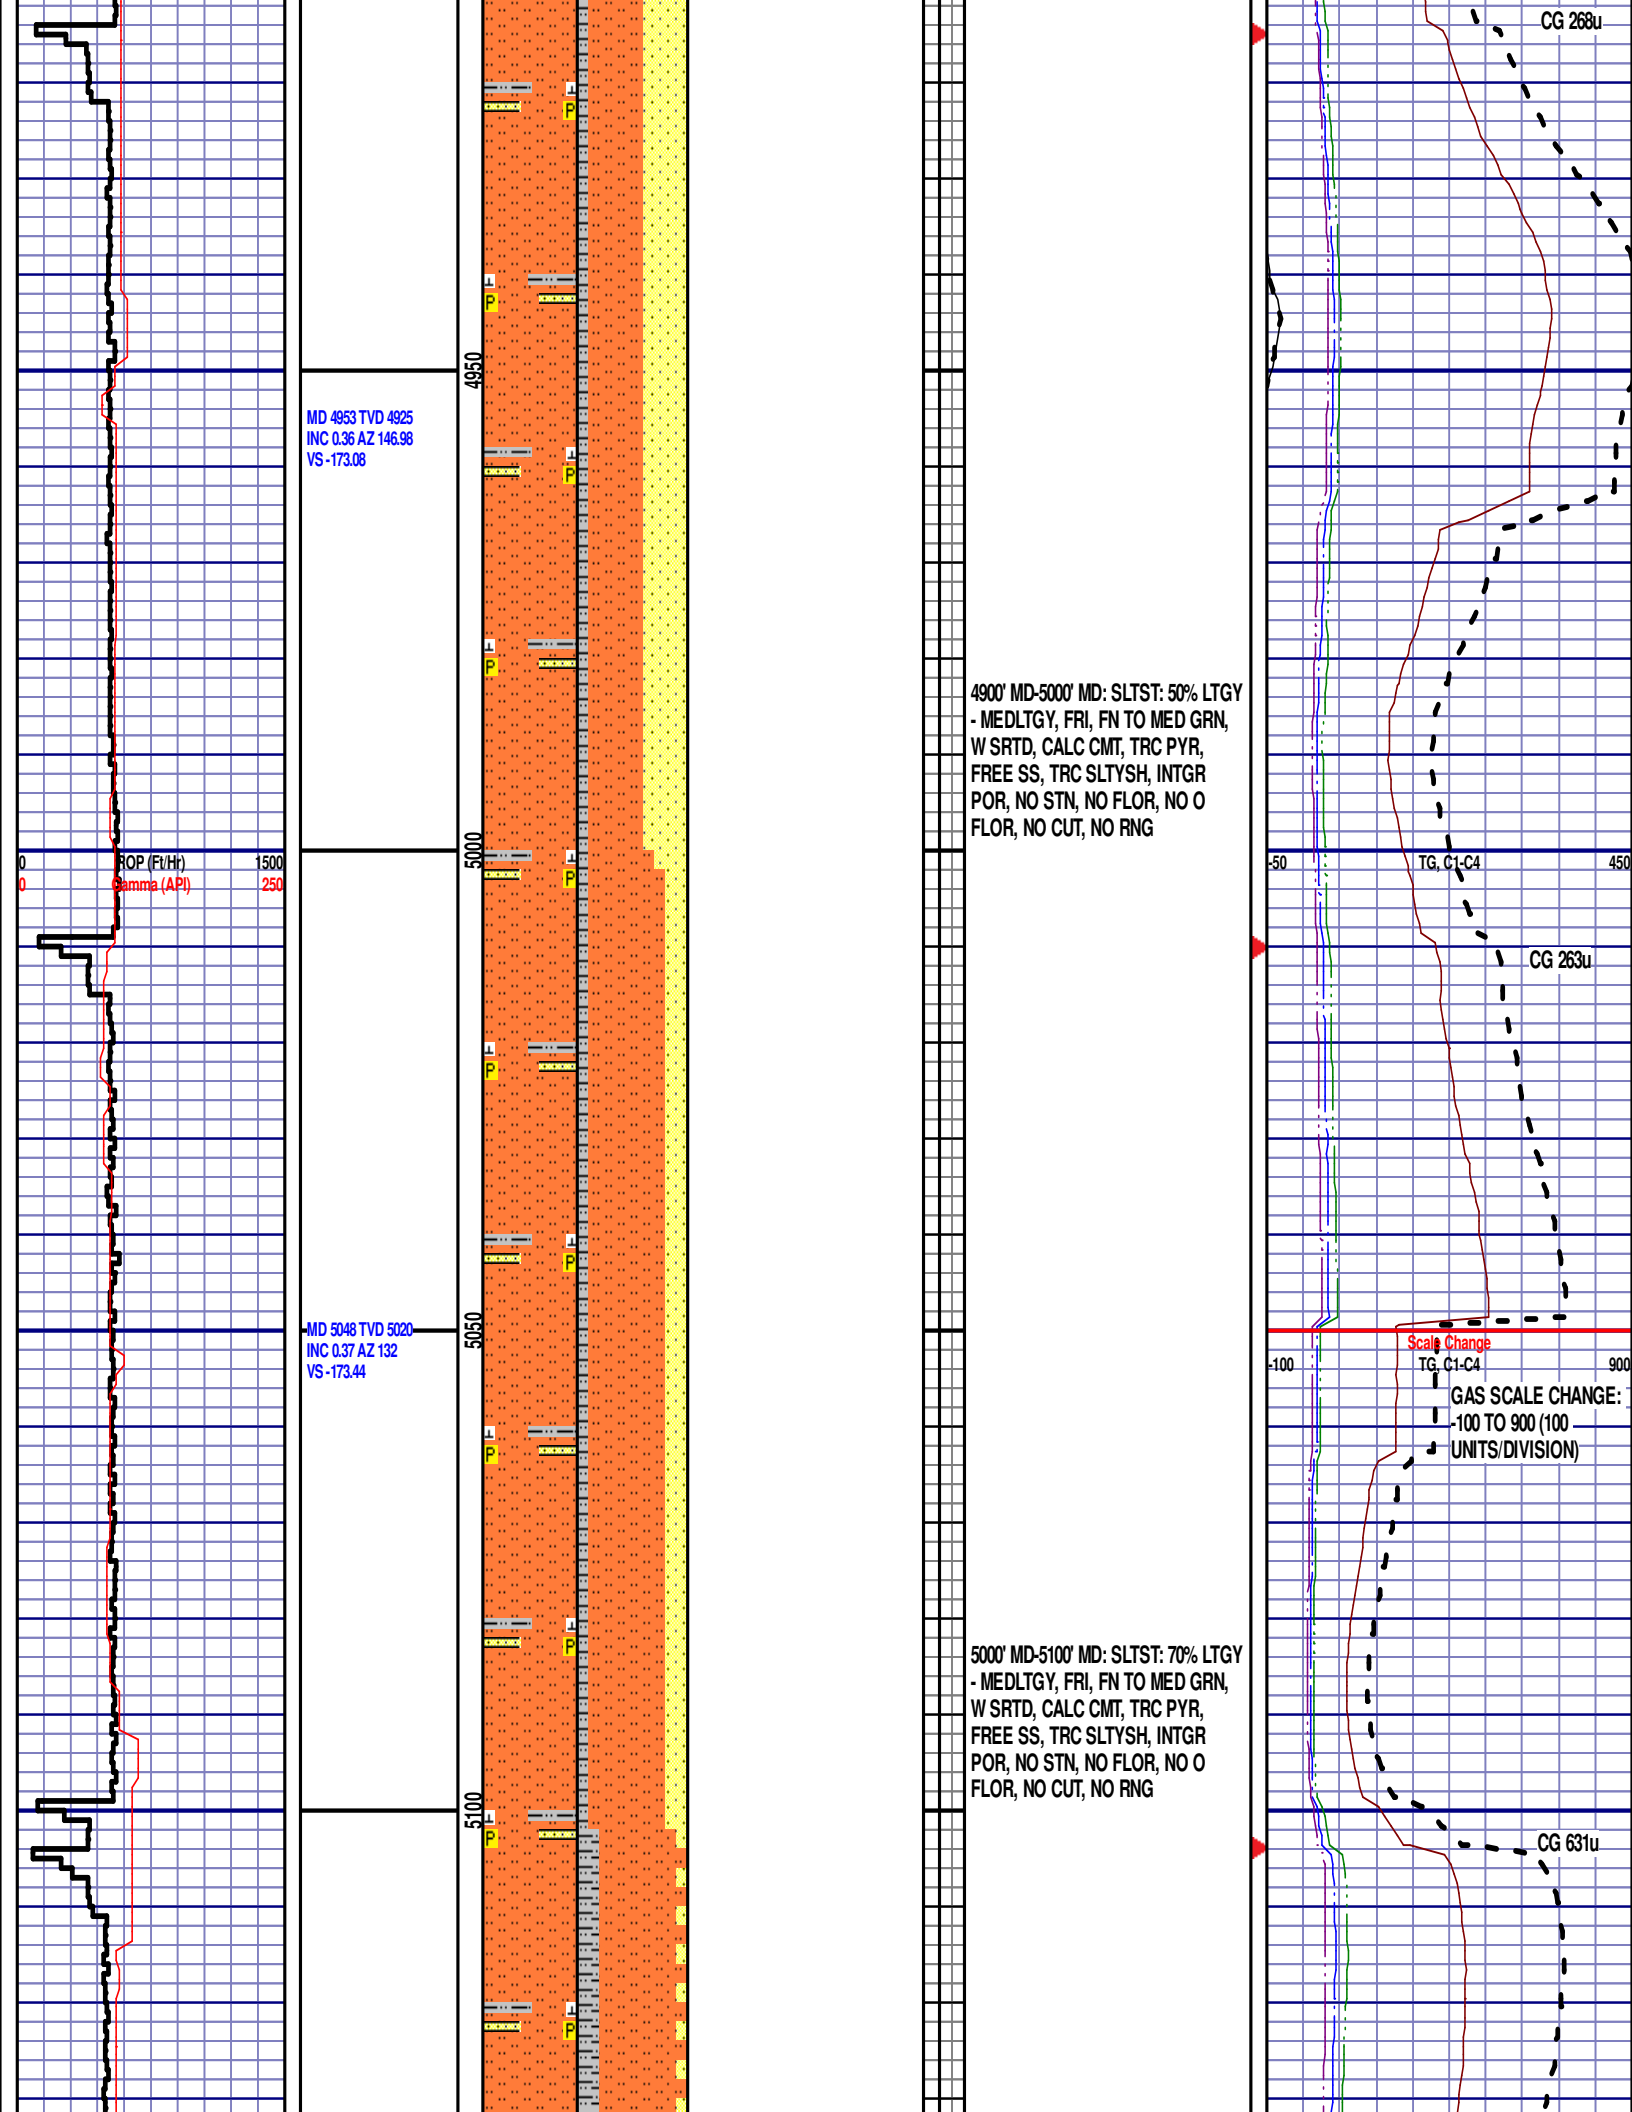 CG 268u
P
P
4950
MD 4953 TVD 4925
INC 0.36 AZ 146.98
VS -173.08
P
P
4900' MD-5000' MD: SLTST: 50% LTGY
- MEDLTGY, FRI, FN TO MED GRN,
W SRTD, CALC CMT, TRC PYR,
FREE SS, TRC SLTYSH, INTGR
POR, NO STN, NO FLOR, NO O
FLOR, NO CUT, NO RNG
5000
0 ROP (Ft/Hr) 1500
0 Gamma (API) 250
-50 TG, C1-C4 450
P
CG 263u
P
P
5050
MD 5048 TVD 5020
INC 0.37 AZ 132
VS -173.44
Scale Change
-100 TG, C1-C4 900
GAS SCALE CHANGE:
-100 TO 900 (100
UNITS/DIVISION)
P
P
5000' MD-5100' MD: SLTST: 70% LTGY
- MEDLTGY, FRI, FN TO MED GRN,
W SRTD, CALC CMT, TRC PYR,
FREE SS, TRC SLTYSH, INTGR
POR, NO STN, NO FLOR, NO O
FLOR, NO CUT, NO RNG
5100
P
CG 631u
P